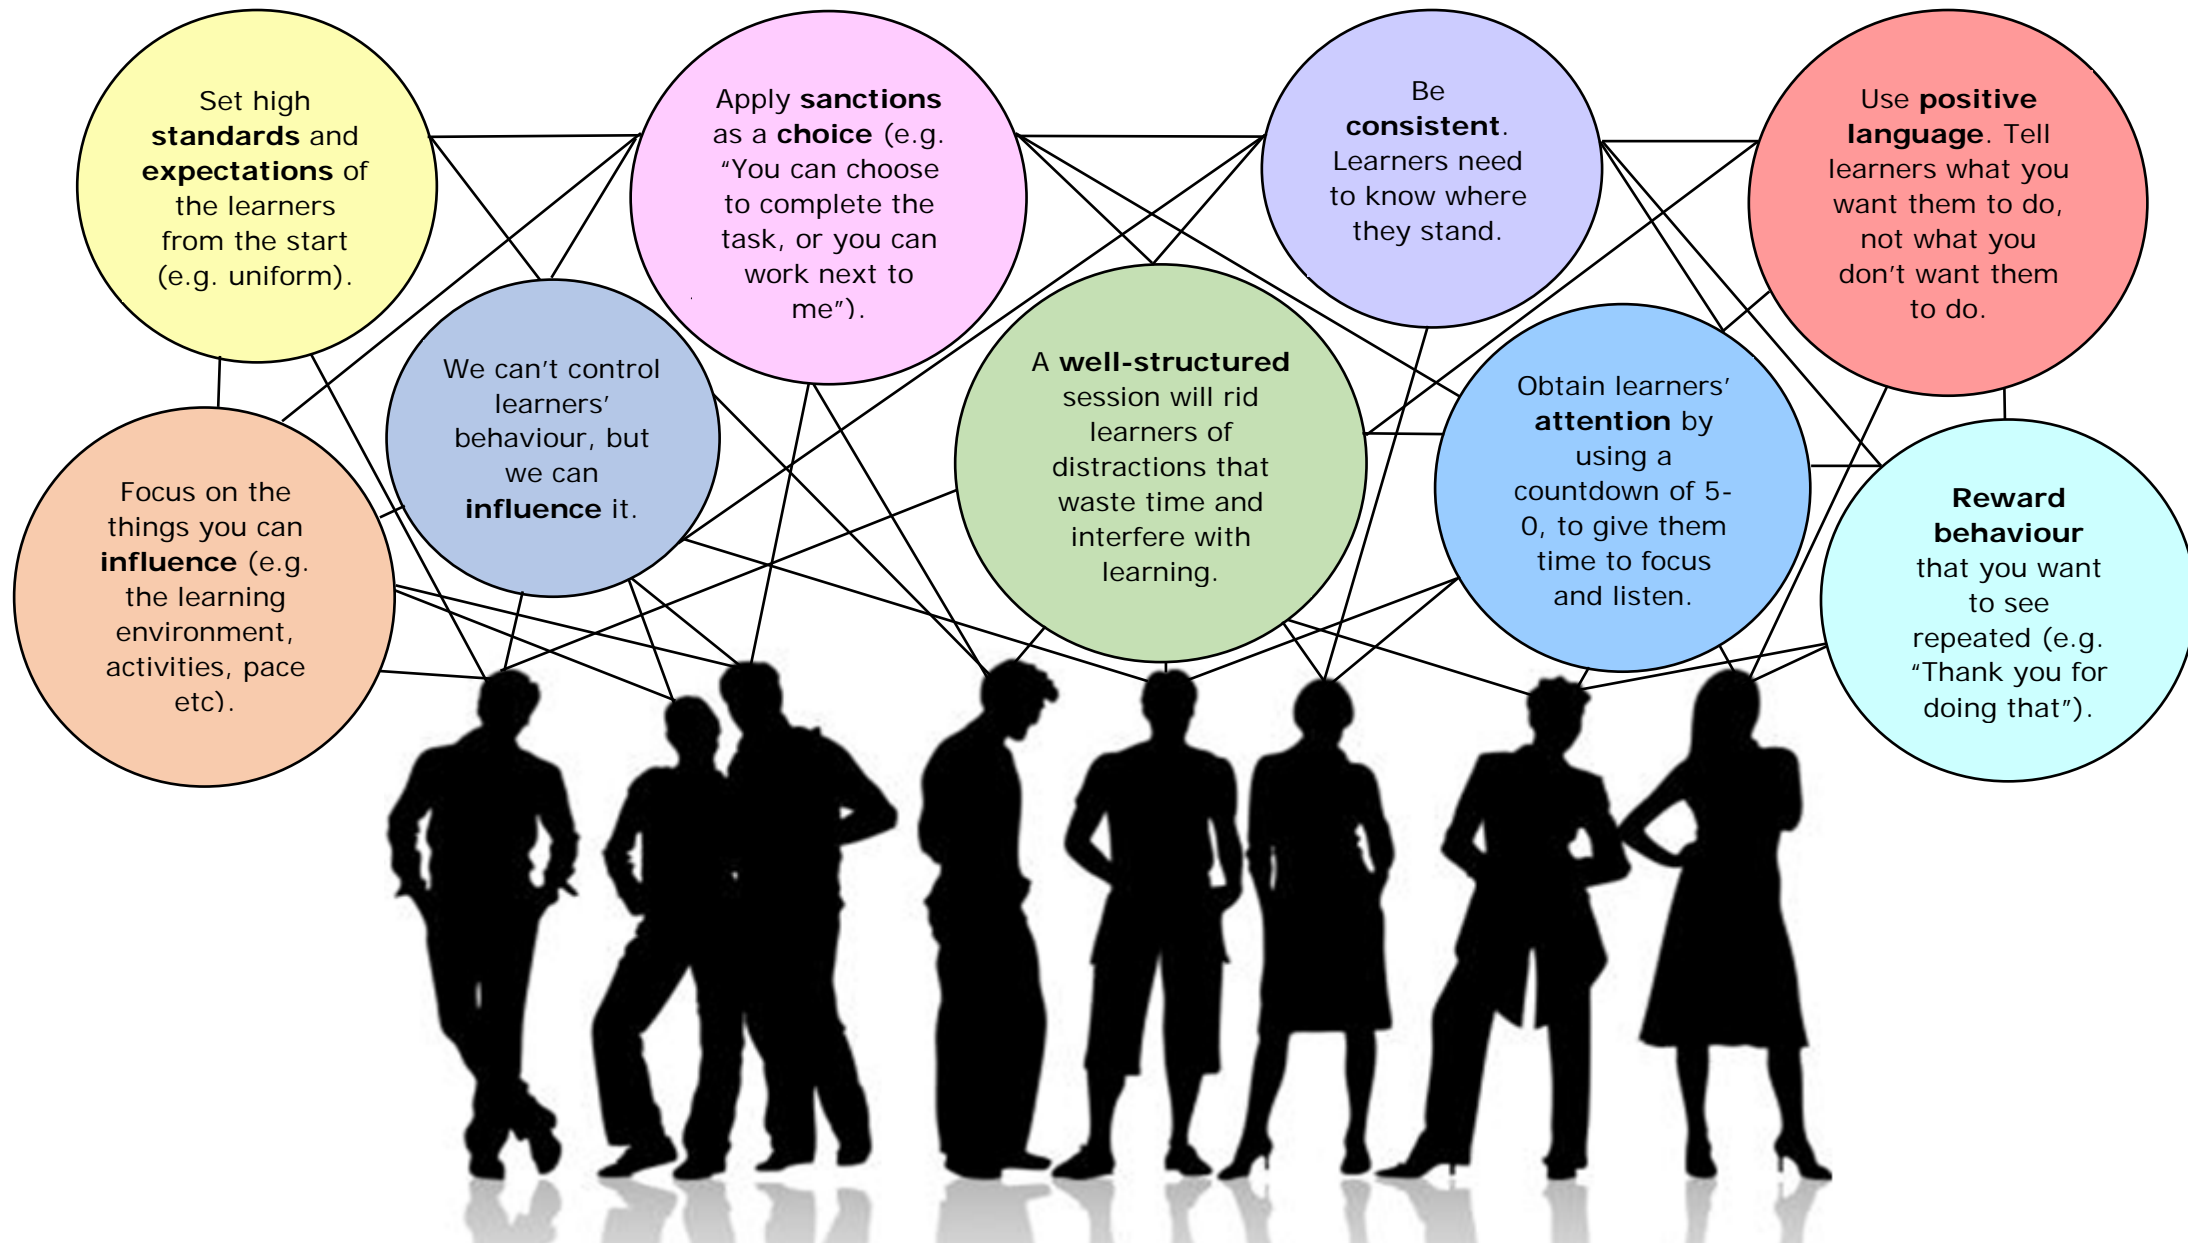 Set high
standards and
expectations of
the learners
from the start
(e.g. uniform).
Apply sanctions
as a choice (e.g.
“You can choose
to complete the
task, or you can
work next to
me”).
Be
consistent.
Learners need
to know where
they stand.
Use positive
language. Tell
learners what you
want them to do,
not what you
don’t want them
to do.
Focus on the
things you can
influence (e.g.
the learning
environment,
activities, pace
etc).
We can’t control
learners’
behaviour, but
we can
influence it.
A well-structured
session will rid
learners of
distractions that
waste time and
interfere with
learning.
Obtain learners’
attention by
using a
countdown of 5-
0, to give them
time to focus
and listen.
Reward
behaviour
that you want
to see
repeated (e.g.
“Thank you for
doing that”).